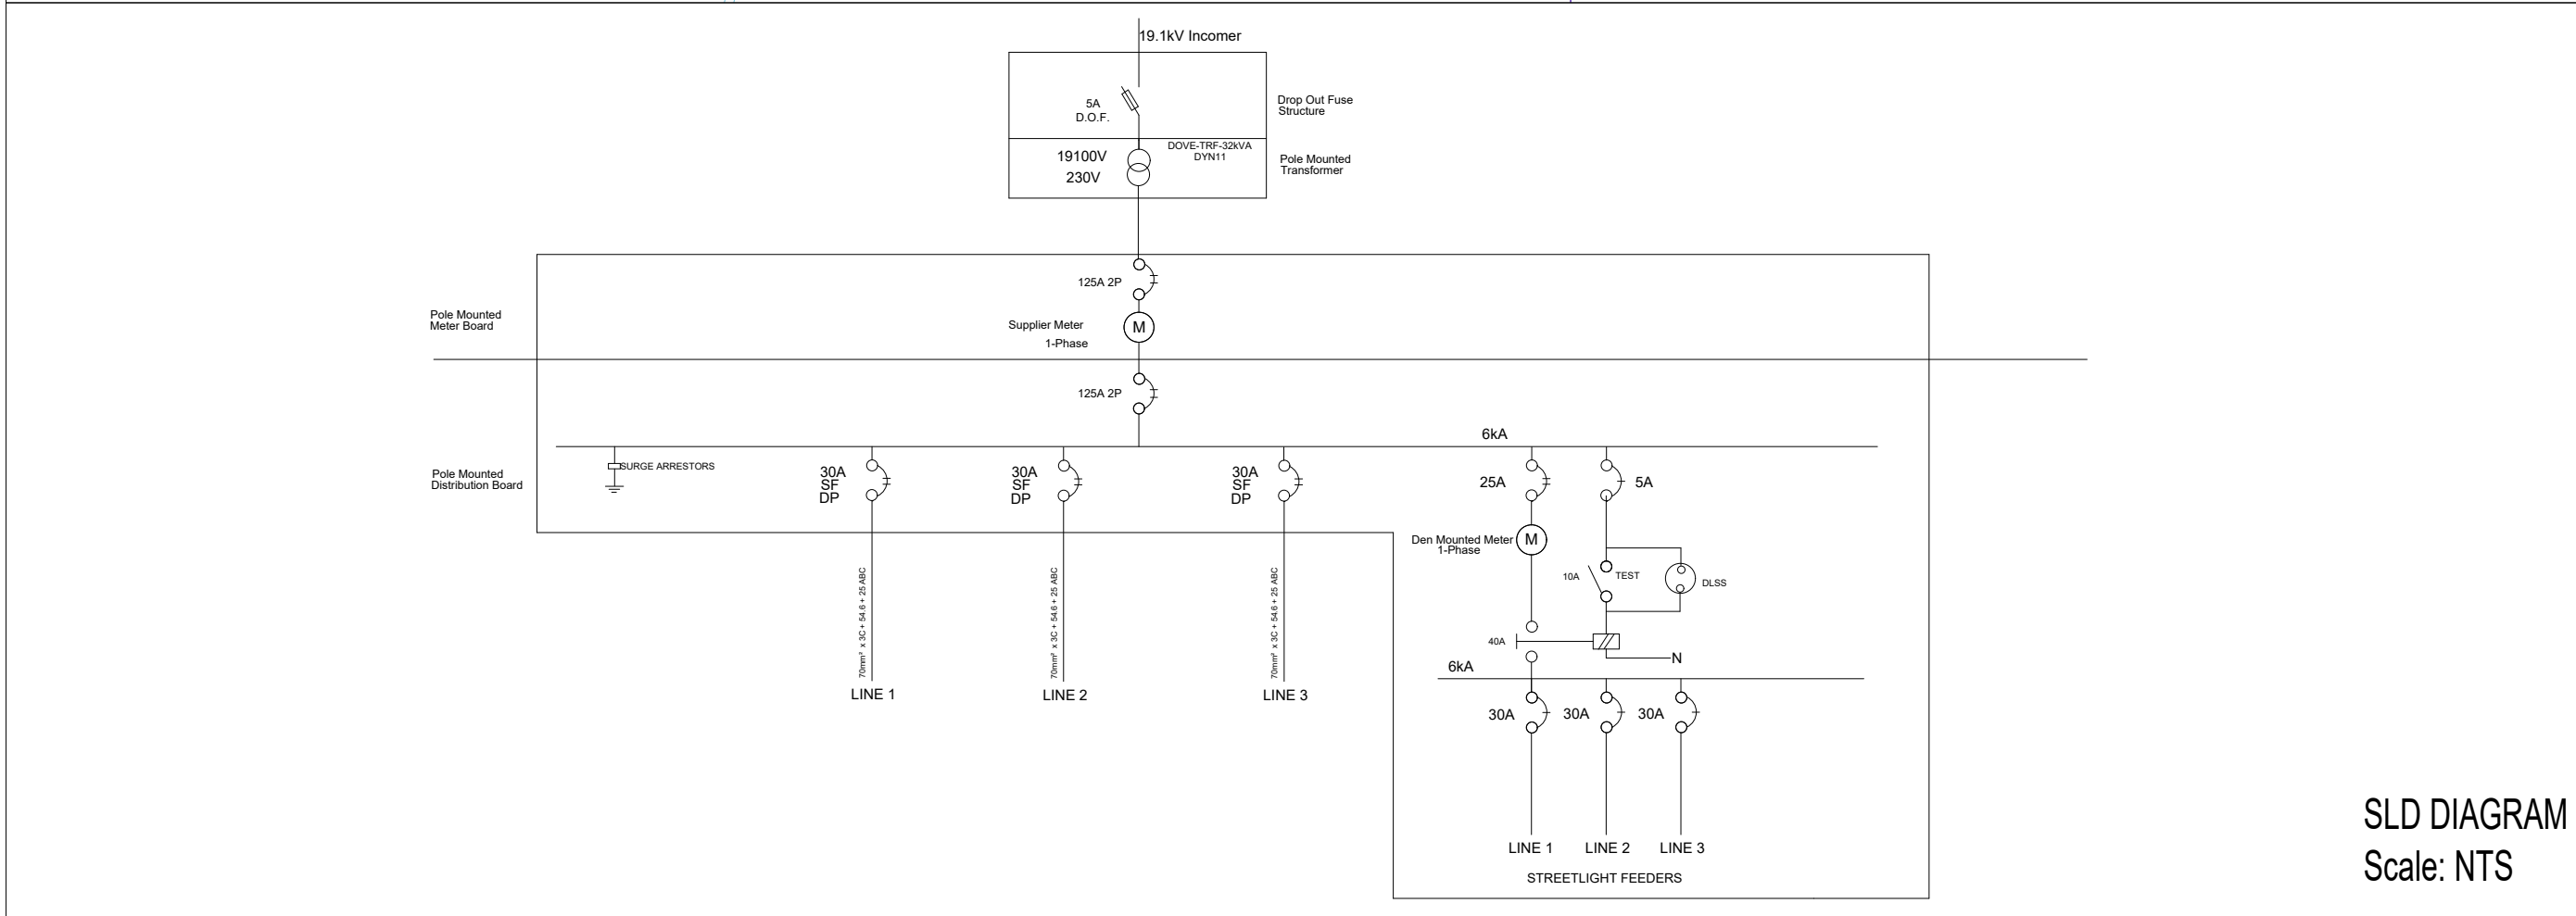 19.1kV Incomer
5A
D.O.F.
Drop Out Fuse
Structure
19100V
230V
DOVE-TRF-32kVA
DYN11
Pole Mounted
Transformer
125A 2P
Pole Mounted
Meter Board
Supplier Meter
1-Phase
M
125A 2P
6kA
Pole Mounted
Distribution Board
SURGE ARRESTORS
30A
SF
DP
30A
SF
DP
30A
SF
DP
25A
5A
Den Mounted Meter
1-Phase
M
10A
TEST
DLSS
40A
N
6kA
70mm² x 3C + 54.6 + 25 ABC
70mm² x 3C + 54.6 + 25 ABC
70mm² x 3C + 54.6 + 25 ABC
LINE 1
LINE 2
LINE 3
30A
30A
30A
LINE 1
LINE 2
LINE 3
STREETLIGHT FEEDERS
SLD DIAGRAM
Scale: NTS